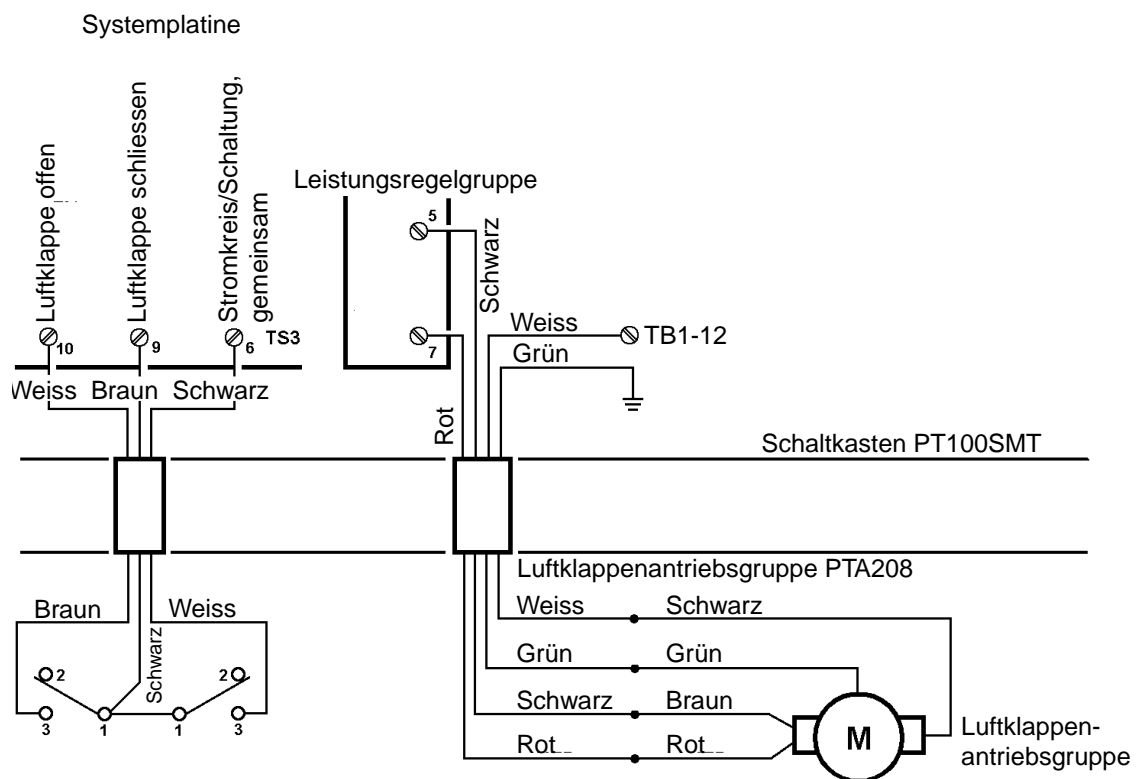 Systemplatine
Luftklappe offen
Luftklappe schliessen
Stromkreis/Schaltung,
gemeinsam
10
9
6
TS3
Weiss
Braun
Schwarz
Leistungsregelgruppe
5
Schwarz
7
Rot
Weiss
TB1-12
Grün
Schaltkasten PT100SMT
Luftklappenantriebsgruppe PTA208
Braun
Weiss
Schwarz
2
2
3
1
1
3
Weiss
Schwarz
Grün
Grün
Schwarz
Braun
Rot
Rot
M
Luftklappen-
antriebsgruppe